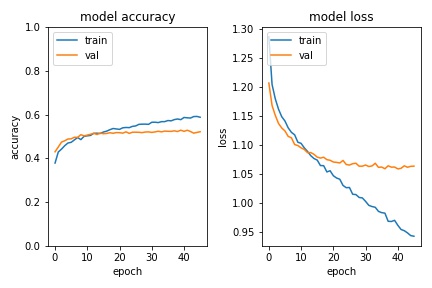 model accuracy
train
val
1.0
0.8
0.6
0.4
0.2
0.0
accuracy
0
10
20
30
40
epoch
model loss
train
val
1.30
1.25
1.20
1.15
1.10
1.05
1.00
0.95
loss
0
10
20
30
40
epoch